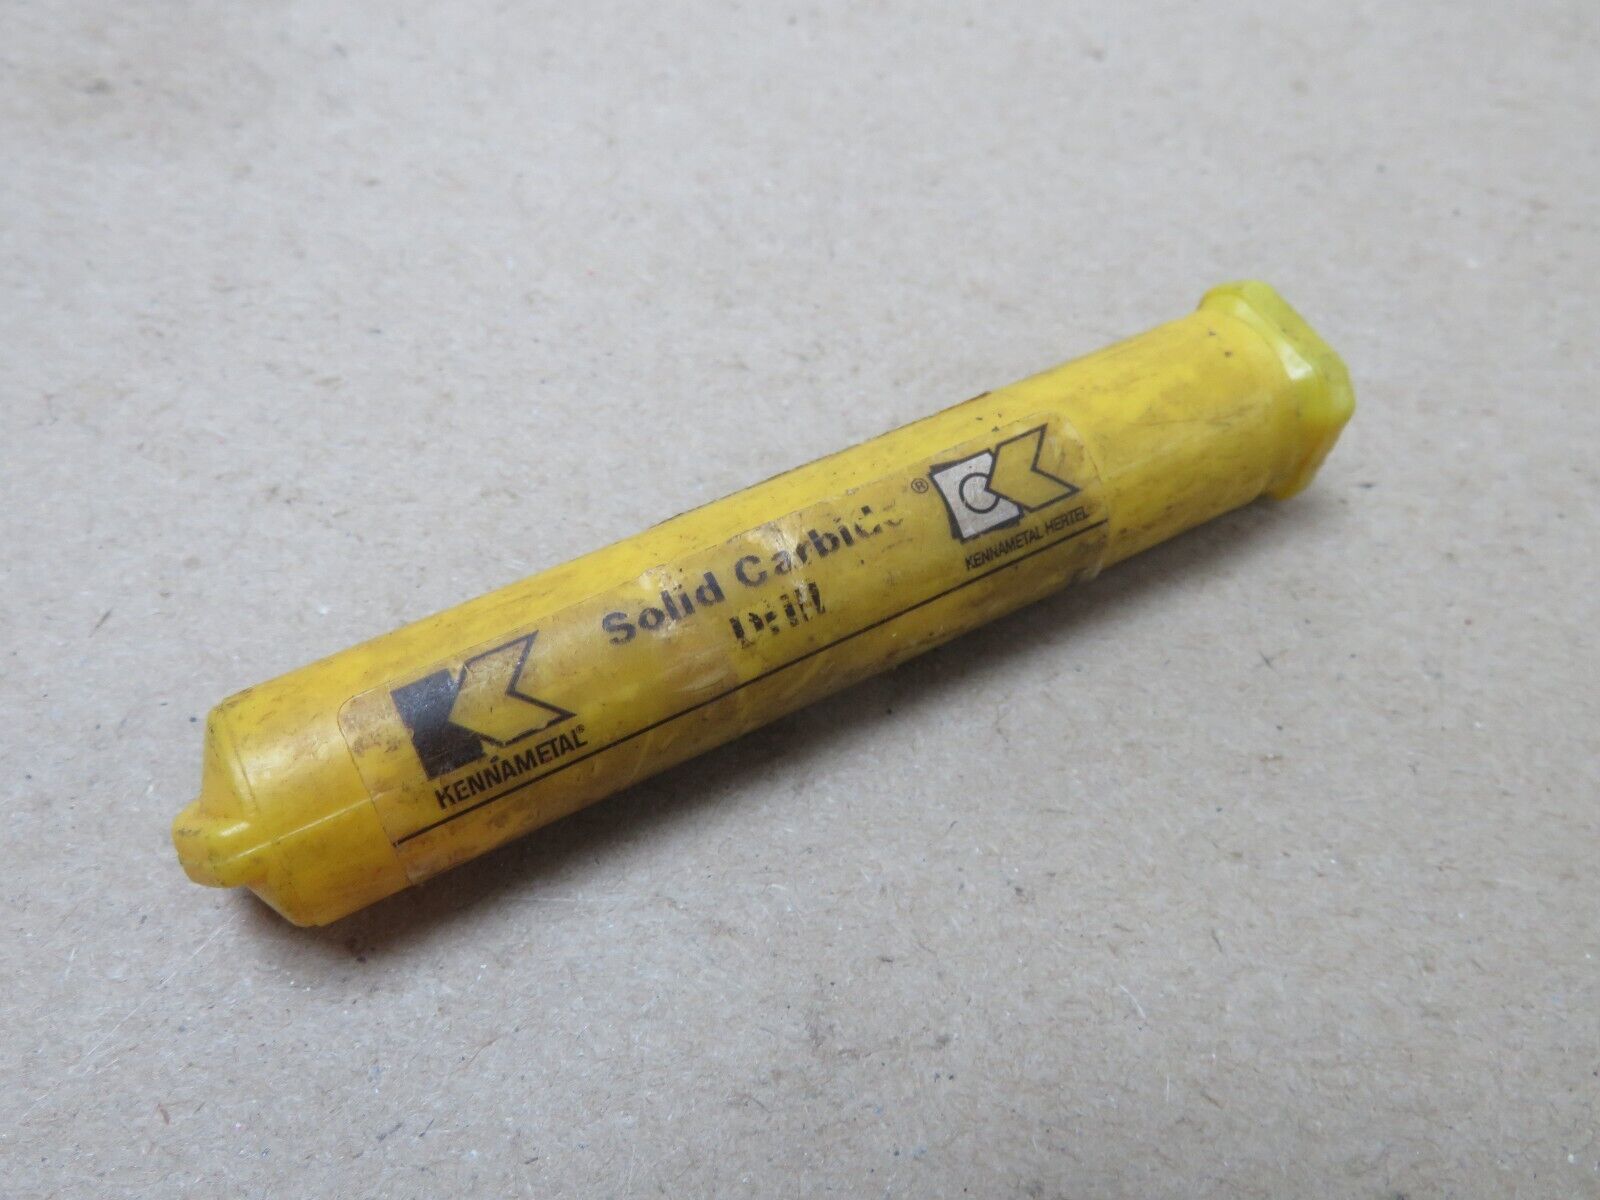 KENNAMETAL®
Solid Carbide
Drill
®
KENNAMETAL HERTEL